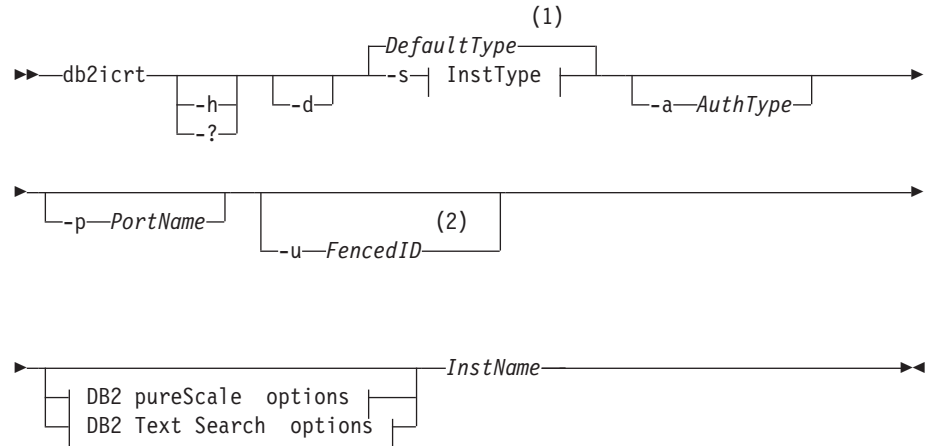 (1)
DefaultType
db2icrt -s InstType
-h -d -a AuthType
-?
-p PortName (2)
-u FencedID
InstName
DB2 pureScale options
DB2 Text Search options